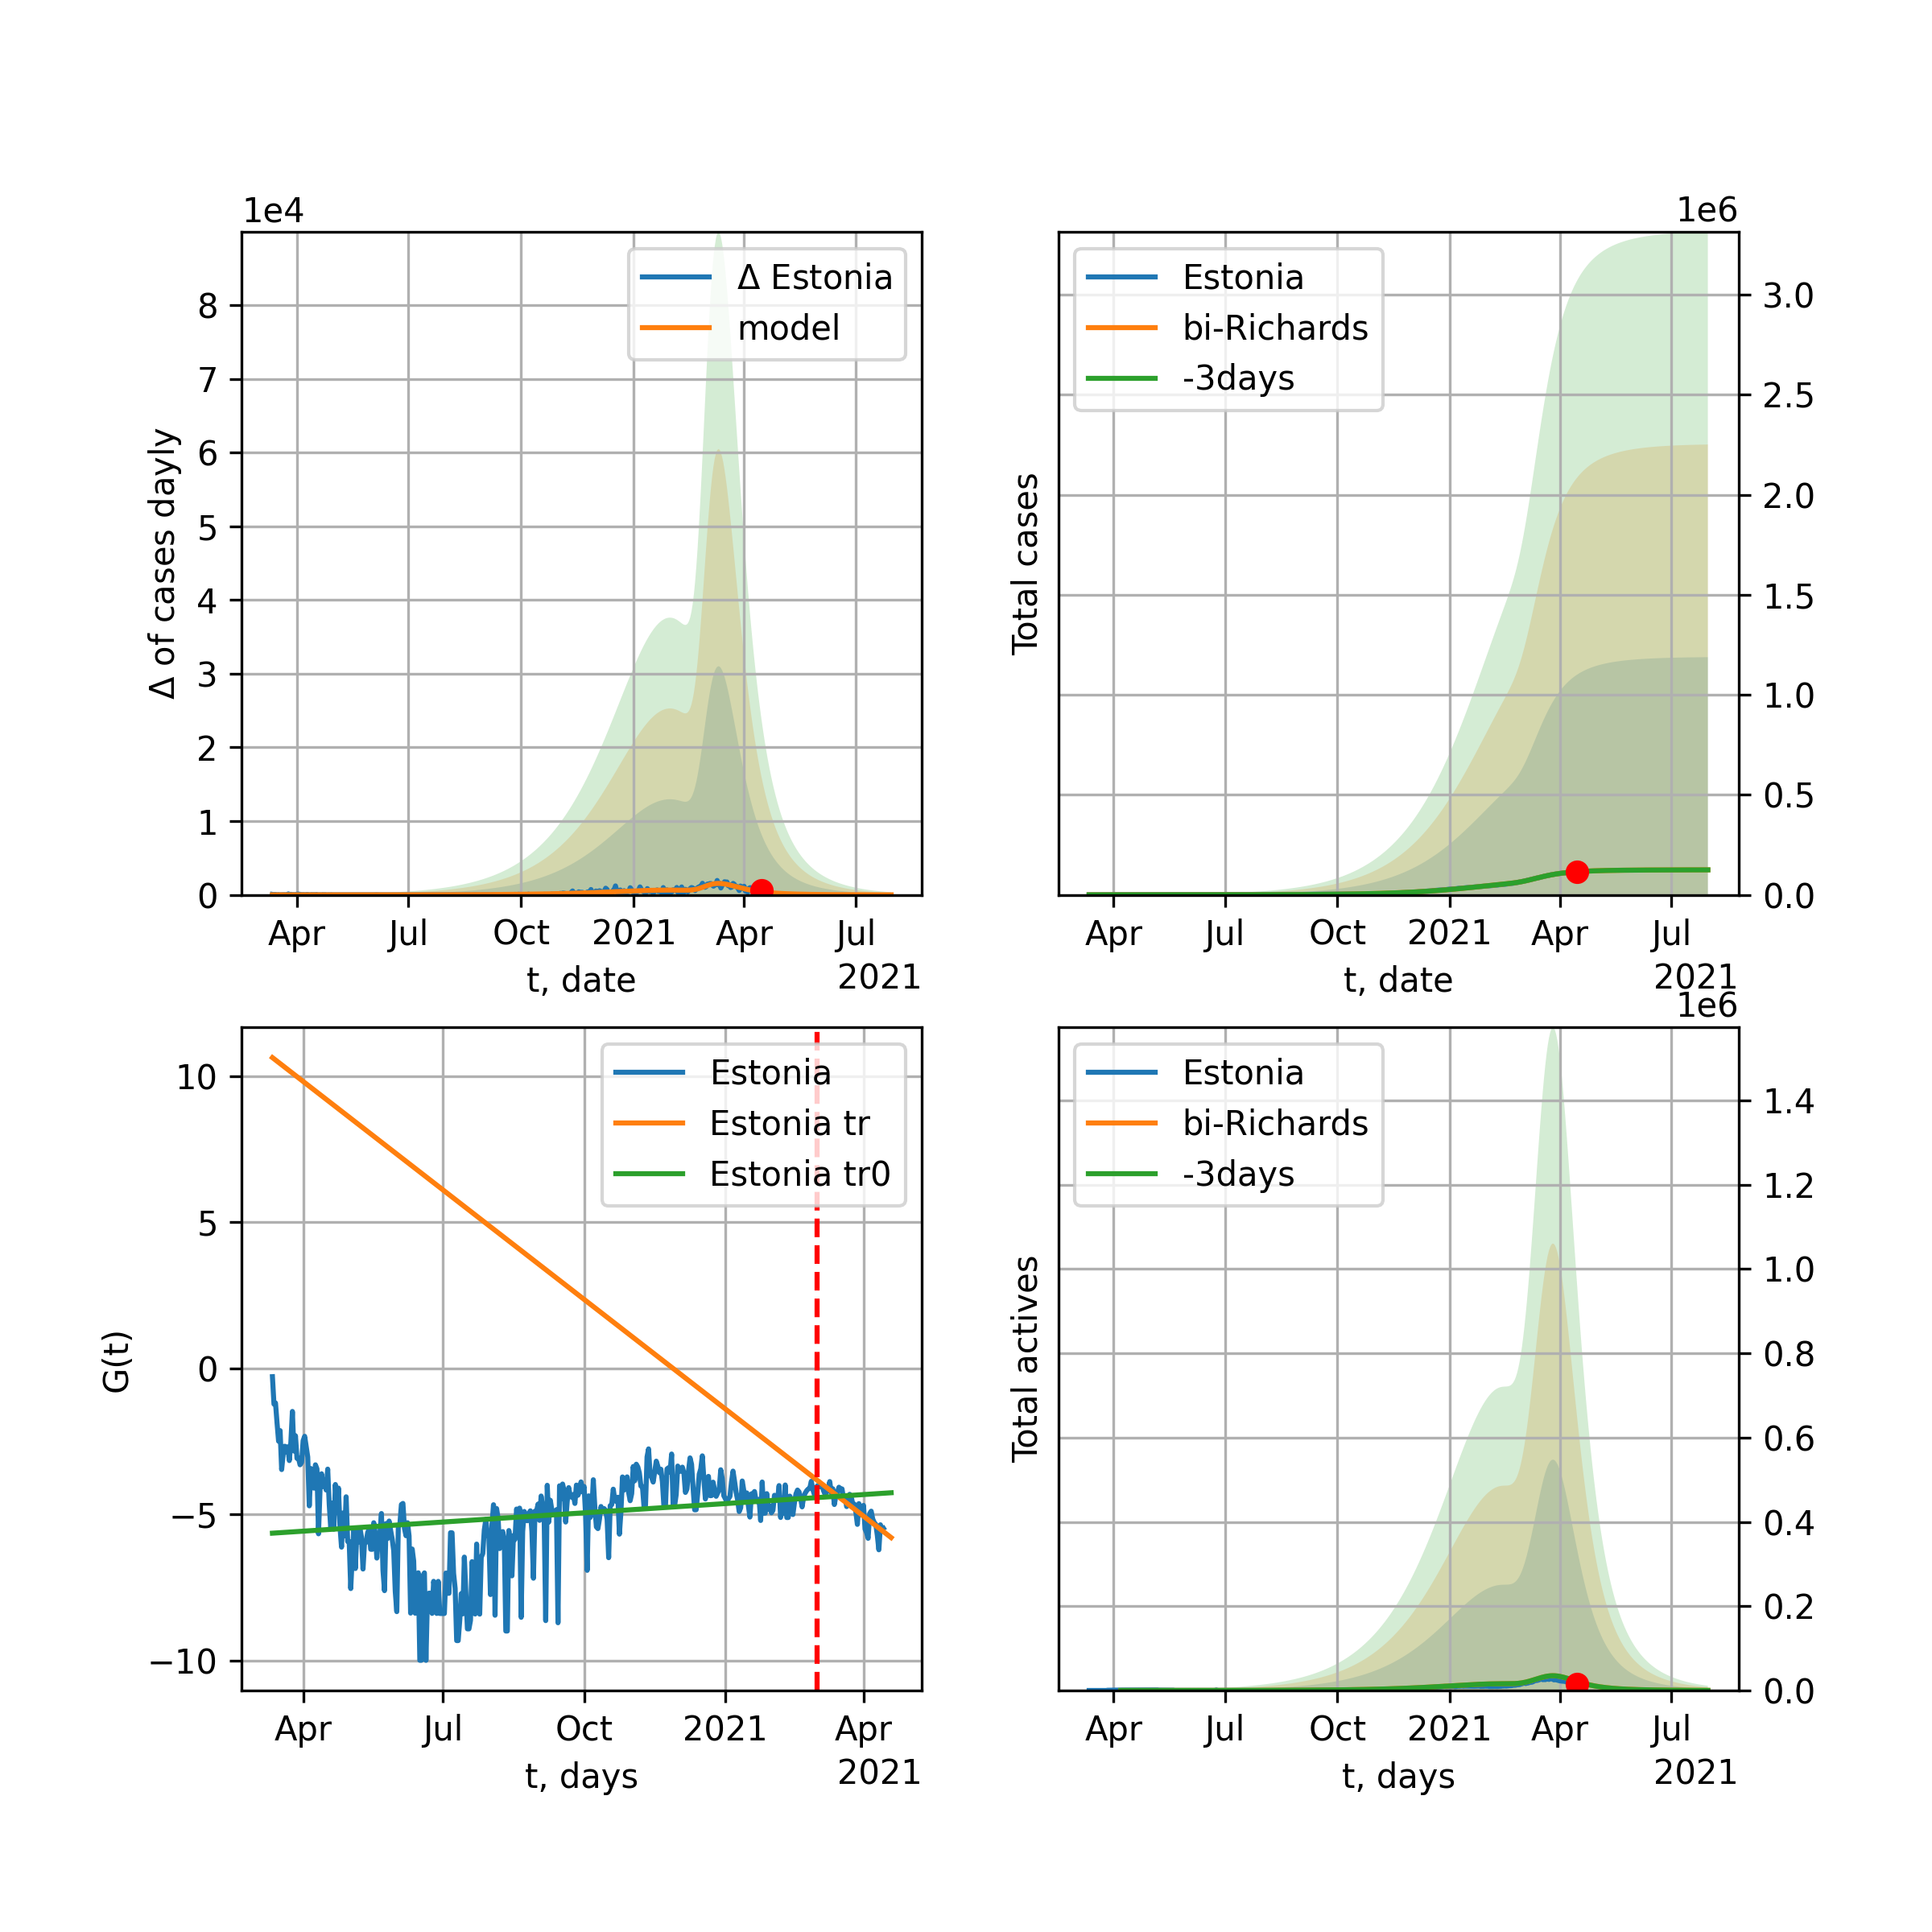 1e4
Δ Estonia
model
8
7
6
5
4
3
2
1
0
Δ of cases dayly
Apr Jul Oct 2021 Apr Jul
t, date
2021
1e6
Estonia
bi-Richards
-3days
3.0
2.5
2.0
1.5
1.0
0.5
0.0
Total cases
Apr Jul Oct 2021 Apr Jul
t, date
2021
Estonia
Estonia tr
Estonia tr0
10
5
0
−5
−10
G(t)
Apr Jul Oct 2021 Apr
t, days
2021
1e6
Estonia
bi-Richards
-3days
1.4
1.2
1.0
0.8
0.6
0.4
0.2
0.0
Total actives
Apr Jul Oct 2021 Apr Jul
t, days
2021